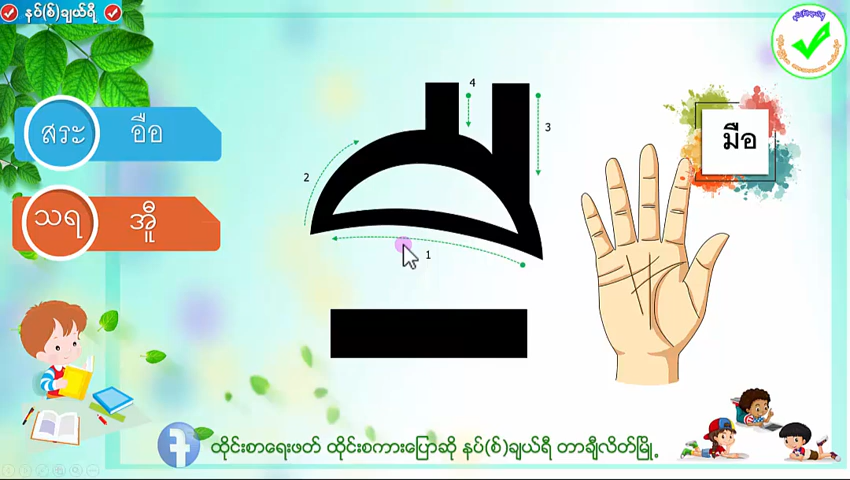 နပ်(စ်)ချယ်ရီ
สระ อือ
သရ အီူ
4
3
2
1
มือ
ထိုင်းစာရေးဖတ် ထိုင်းစကားပြောဆို နပ်(စ်)ချယ်ရီ တာချီလိတ်မြို့